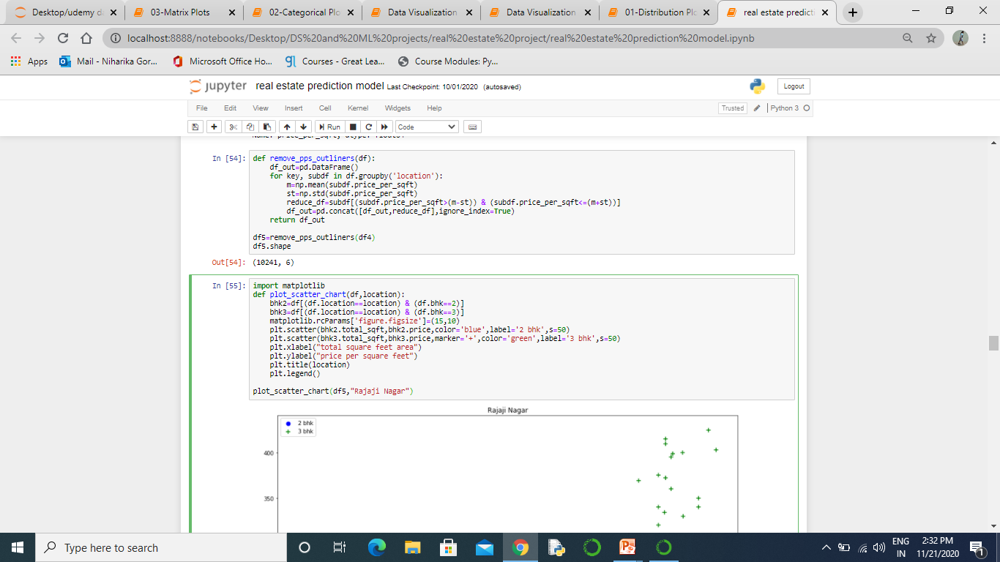 Desktop/udemy da
03-Matrix Plots
02-Categorical Plo
Data Visualization
Data Visualization
01-Distribution Plo
real estate predicti
localhost:8888/notebooks/Desktop/DS%20and%20ML%20projects/real%20estate%20project/real%20estate%20prediction%20model.ipynb
Apps
Mail - Niharika Gor...
Microsoft Office Ho...
Courses - Great Lea...
Course Modules: Py...
jupyter real estate prediction model Last Checkpoint: 10/01/2020 (autosaved)
Logout
File Edit View Insert Cell Kernel Widgets Help
Trusted Python 3
Run Code
In [54]: def remove_pps_outliners(df):
    df_out=pd.DataFrame()
    for key, subdf in df.groupby('location'):
        m=np.mean(subdf.price_per_sqft)
        st=np.std(subdf.price_per_sqft)
        reduce_df=subdf[(subdf.price_per_sqft>(m-st)) & (subdf.price_per_sqft<=(m+st))]
        df_out=pd.concat([df_out,reduce_df],ignore_index=True)
    return df_out
df5=remove_pps_outliners(df4)
df5.shape
Out[54]: (10241, 6)
In [55]: import matplotlib
def plot_scatter_chart(df,location):
    bhk2=df[(df.location==location) & (df.bhk==2)]
    bhk3=df[(df.location==location) & (df.bhk==3)]
    matplotlib.rcParams['figure.figsize']=(15,10)
    plt.scatter(bhk2.total_sqft,bhk2.price,color='blue',label='2 bhk',s=50)
    plt.scatter(bhk3.total_sqft,bhk3.price,marker='+',color='green',label='3 bhk',s=50)
    plt.xlabel("total square feet area")
    plt.ylabel("price per square feet")
    plt.title(location)
    plt.legend()
plot_scatter_chart(df5,"Rajaji Nagar")
Rajaji Nagar
2 bhk
3 bhk
400
350
Type here to search
ENG
IN
2:32 PM
11/21/2020
1